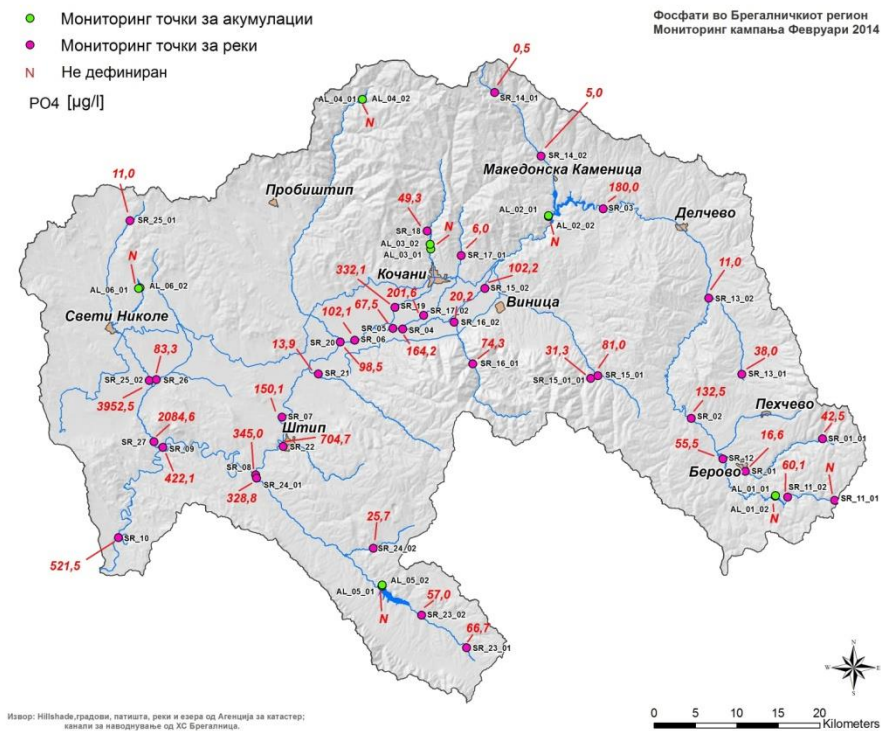 Мониторинг точки за акумулации
Мониторинг точки за реки
N Не дефиниран
PO4 [µg/l]
Фосфати во Брегалничкиот регион
Мониторинг кампања Февруари 2014
0,5
SR_14_01
AL_04_01 AL_04_02
N
5,0
SR_14_02
Македонска Каменица
Пробиштип
180,0
SR_03
11,0
SR_25_01
49,3
SR_18
N
AL_03_02
AL_03_01
6,0
SR_17_01
AL_02_01
AL_02_02
N
Делчево
N
AL_06_01 AL_06_02
Кочани
332,1
201,6
102,2
SR_15_02
11,0
SR_13_02
Свети Николе
67,5
SR_19
SR_17_02
20,2
Виница
SR_16_02
102,1
SR_05
SR_04
164,2
13,9
SR_20
SR_06
98,5
74,3
SR_16_01
31,3
81,0
SR_15_01
SR_15_01_01
38,0
SR_13_01
83,3
SR_25_02
SR_26
3952,5
SR_21
150,1
SR_07
132,5
SR_02
Пехчево
42,5
SR_01_01
2084,6
SR_27
SR_09
422,1
345,0
Штип
704,7
SR_22
55,5
SR_12
16,6
Берово
SR_01
SR_08
SR_24_01
328,8
60,1
N
AL_01_01
SR_11_02
AL_01_02
SR_11_01
N
25,7
SR_24_02
SR_10
521,5
AL_05_02
AL_05_01
N
57,0
SR_23_02
66,7
SR_23_01
N
W E
S
Извор: Hillshade,градови, патишта, реки и езера од Агенција за катастер;
канали за наводнување од ХС Брегалница.
0 5 10 20
Kilometers